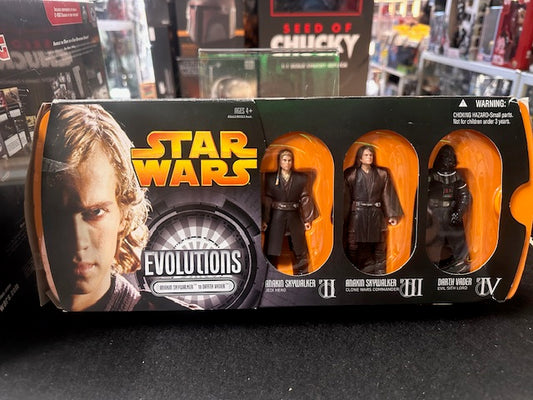 SEED OF
CHUCKY
AGES 4+
STAR
WARS
EVOLUTIONS
ANAKIN SKYWALKER TO DARTH VADER
WARNING:
CHOKING HAZARD-Small parts.
Not for children under 3 years.
ANAKIN SKYWALKER
JEDI HERO
II
ANAKIN SKYWALKER
CLONE WARS COMMANDER
III
DARTH VADER
EVIL SITH LORD
IV